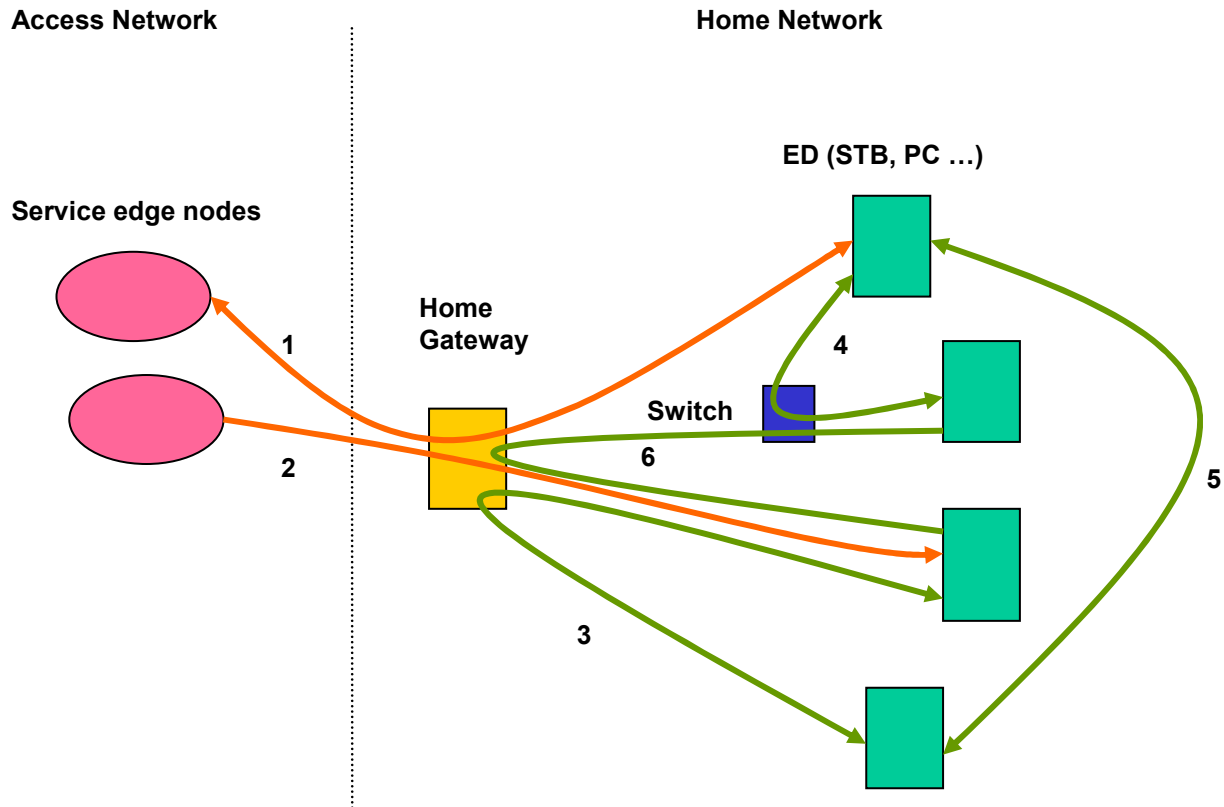 Access Network
Home Network
ED (STB, PC …)
Service edge nodes
Home
Gateway
1
4
Switch
2
6
5
3